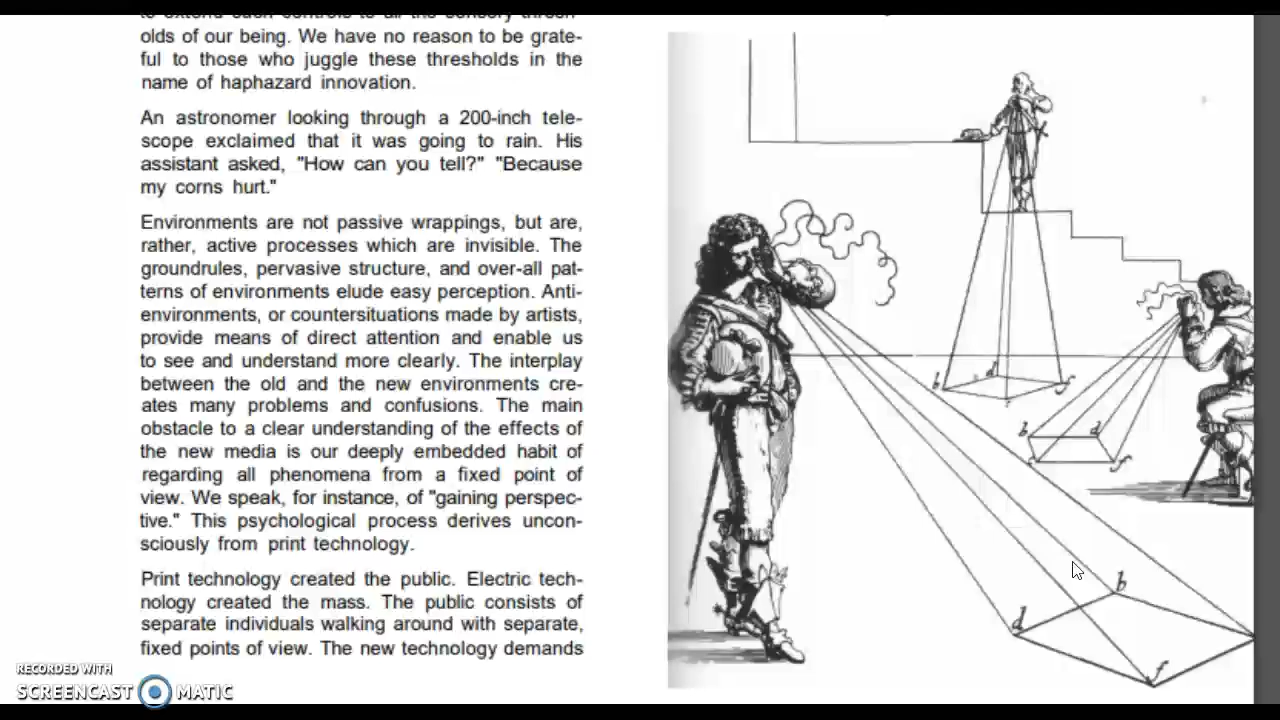 to extend such controls to all the sensory thresh-
olds of our being. We have no reason to be grate-
ful to those who juggle these thresholds in the
name of haphazard innovation.
An astronomer looking through a 200-inch tele-
scope exclaimed that it was going to rain. His
assistant asked, "How can you tell?" "Because
my corns hurt."
Environments are not passive wrappings, but are,
rather, active processes which are invisible. The
groundrules, pervasive structure, and over-all pat-
terns of environments elude easy perception. Anti-
environments, or countersituations made by artists,
provide means of direct attention and enable us
to see and understand more clearly. The interplay
between the old and the new environments cre-
ates many problems and confusions. The main
obstacle to a clear understanding of the effects of
the new media is our deeply embedded habit of
regarding all phenomena from a fixed point of
view. We speak, for instance, of "gaining perspec-
tive." This psychological process derives uncon-
sciously from print technology.
Print technology created the public. Electric tech-
nology created the mass. The public consists of
separate individuals walking around with separate,
fixed points of view. The new technology demands
b d f
b d
f
b
d
f
RECORDED WITH
SCREENCAST MATIC